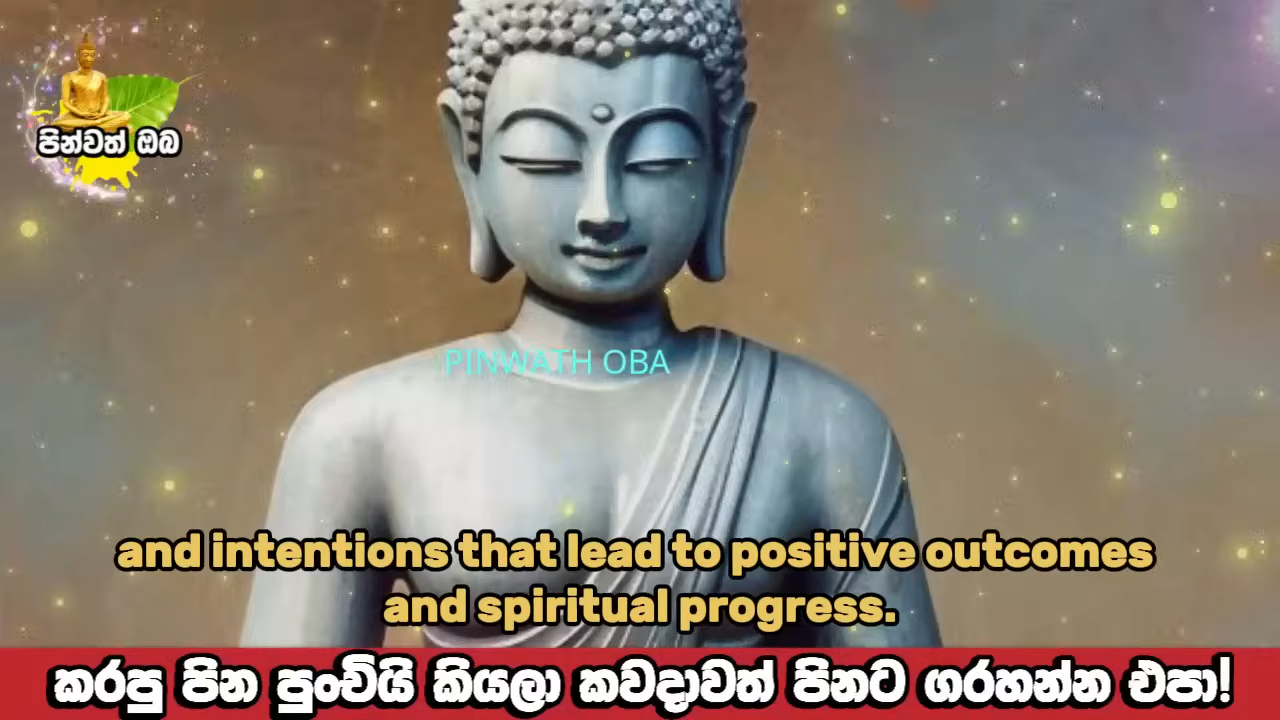 පින්වත් ඔබ
PINWATH OBA
and intentions that lead to positive outcomes
and spiritual progress.
කරපු පින පුංචියි කියලා කවදාවත් පිනට ගරහන්න එපා!